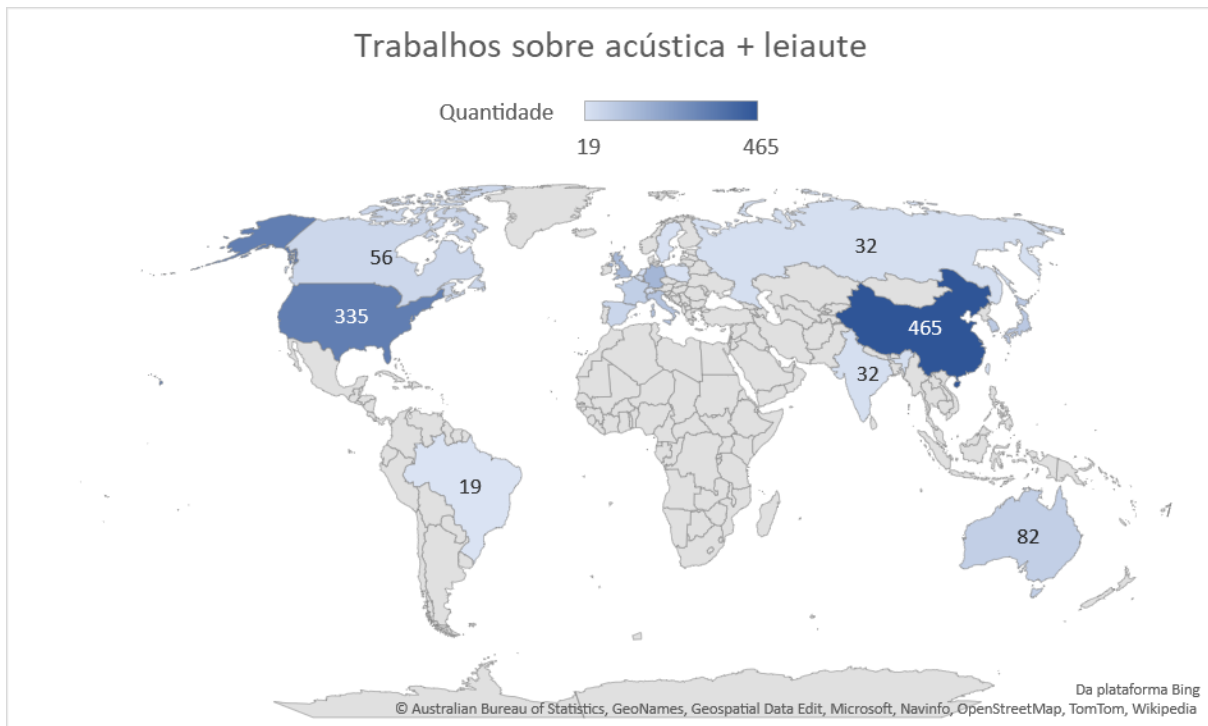 Trabalhos sobre acústica + leiaute
Quantidade
19 465
56
32
335
465
32
19
82
Da plataforma Bing
© Australian Bureau of Statistics, GeoNames, Geospatial Data Edit, Microsoft, Navinfo, OpenStreetMap, TomTom, Wikipedia